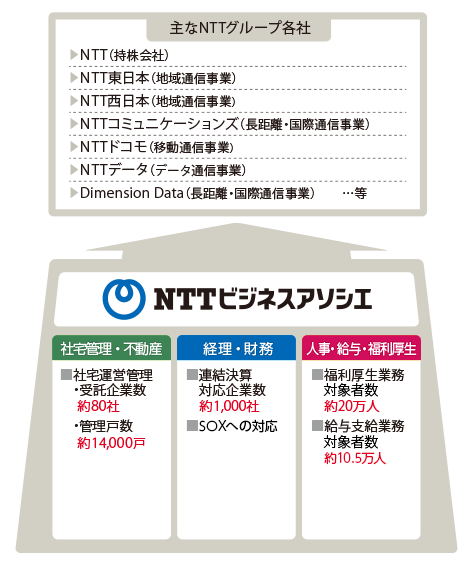 主なNTTグループ各社
▶NTT(持株会社)
▶NTT東日本(地域通信事業)
▶NTT西日本(地域通信事業)
▶NTTコミュニケーションズ(長距離・国際通信事業)
▶NTTドコモ(移動通信事業)
▶NTTデータ(データ通信事業)
▶Dimension Data(長距離・国際通信事業) …等
NTTビジネスアソシエ
社宅管理・不動産
■社宅運営管理
・受託企業数
約80社
・管理戸数
約14,000戸
経理・財務
■連結決算
対応企業数
約1,000社
■SOXへの対応
人事・給与・福利厚生
■福利厚生業務
対象者数
約20万人
■給与支給業務
対象者数
約10.5万人